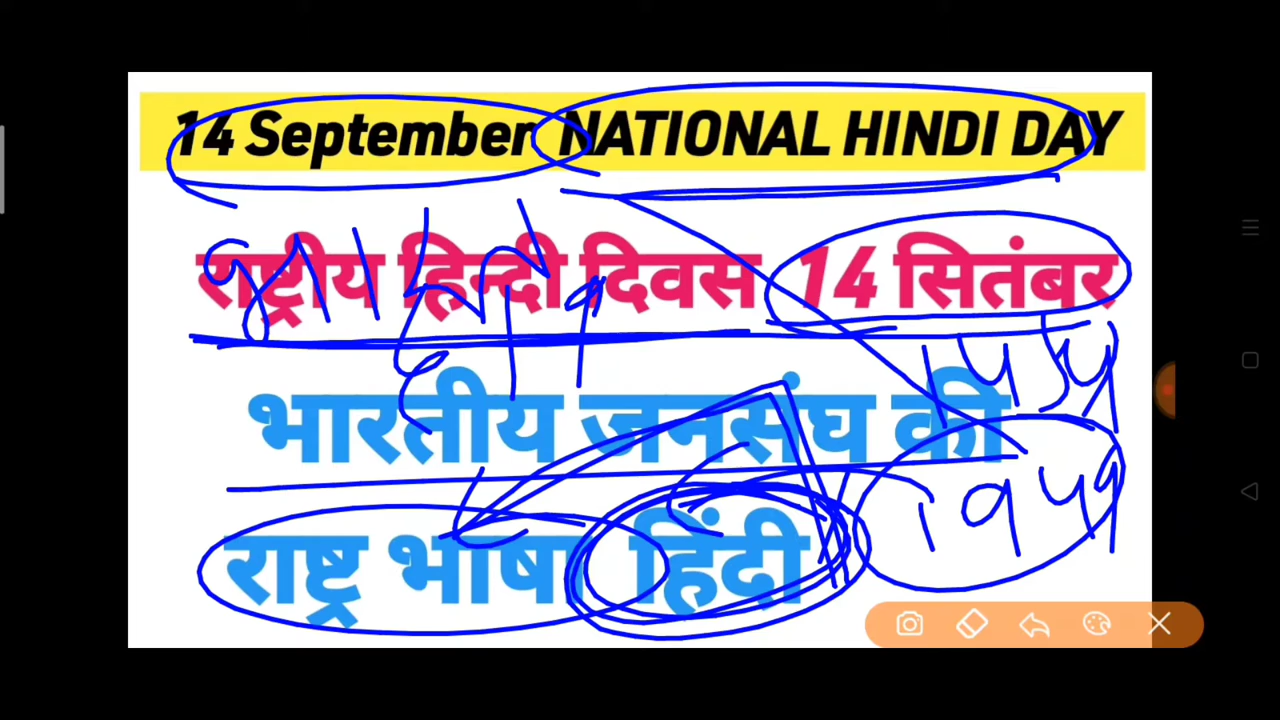 14 September NATIONAL HINDI DAY
राष्ट्रीय हिन्दी दिवस 14 सितंबर
भारतीय जनसंघ की
राष्ट्र भाषा हिंदी
1949